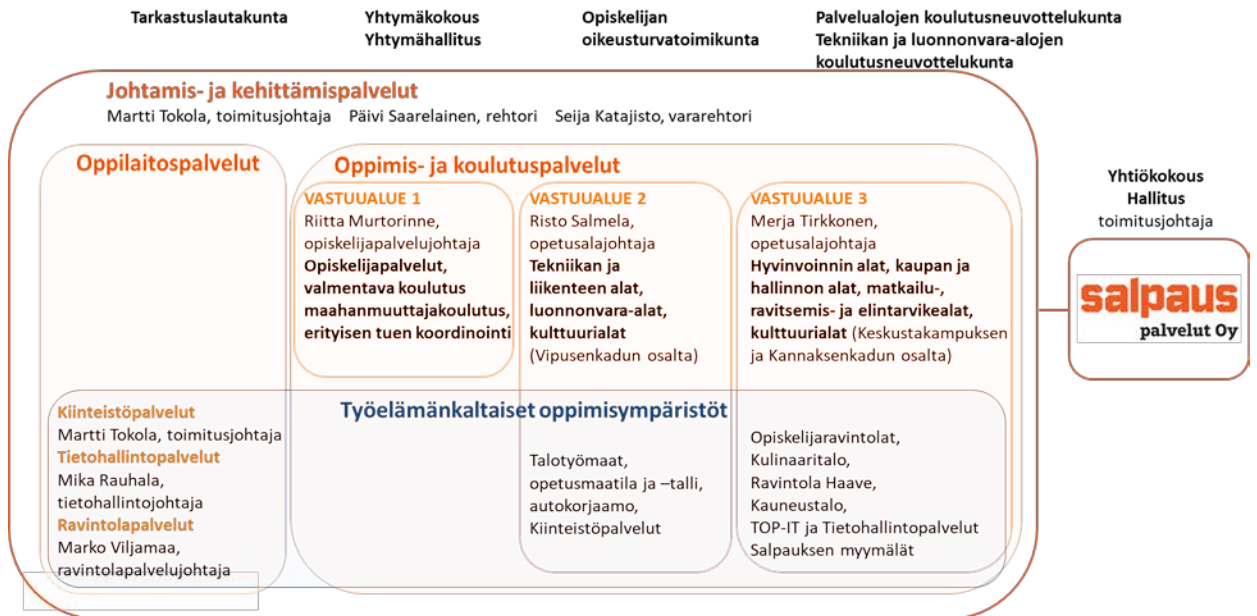 Tarkastuslautakunta
Yhtymäkokous
Yhtymähallitus
Opiskelijan
oikeusturvatoimikunta
Palvelualojen koulutusneuvottelukunta
Tekniikan ja luonnonvara-alojen
koulutusneuvottelukunta
Johtamis- ja kehittämispalvelut
Martti Tokola, toimitusjohtaja Päivi Saarelainen, rehtori Seija Katajisto, vararehtori
Oppilaitospalvelut
Oppimis- ja koulutuspalvelut
VASTUUALUE 1
Riitta Murtorinne,
opiskelijapalvelujohtaja
Opiskelijapalvelut,
valmentava koulutus
maahanmuuttajakoulutus,
erityisen tuen koordinointi
VASTUUALUE 2
Risto Salmela,
opetusalajohtaja
Tekniikan ja
liikenteen alat,
luonnonvara-alat,
kulttuurialat
(Vipusenkadun osalta)
VASTUUALUE 3
Merja Tirkkonen,
opetusalajohtaja
Hyvinvoinnin alat, kaupan ja
hallinnon alat, matkailu-,
ravitsemis- ja elintarvikealat,
kulttuurialat (Keskustakampuksen
ja Kannaksenkadun osalta)
Yhtiökokous
Hallitus
toimitusjohtaja
salpaus
palvelut Oy
Työelämänkaltaiset oppimisympäristöt
Kiinteistöpalvelut
Martti Tokola, toimitusjohtaja
Tietohallintopalvelut
Mika Rauhala,
tietohallintojohtaja
Ravintolapalvelut
Marko Viljamaa,
ravintolapalvelujohtaja
Talotyömaat,
opetusmaatila ja –talli,
autokorjaamo,
Kiinteistöpalvelut
Opiskelijaravintolat,
Kulinaaritalo,
Ravintola Haave,
Kauneustalo,
TOP-IT ja Tietohallintopalvelut
Salpauksen myymälät